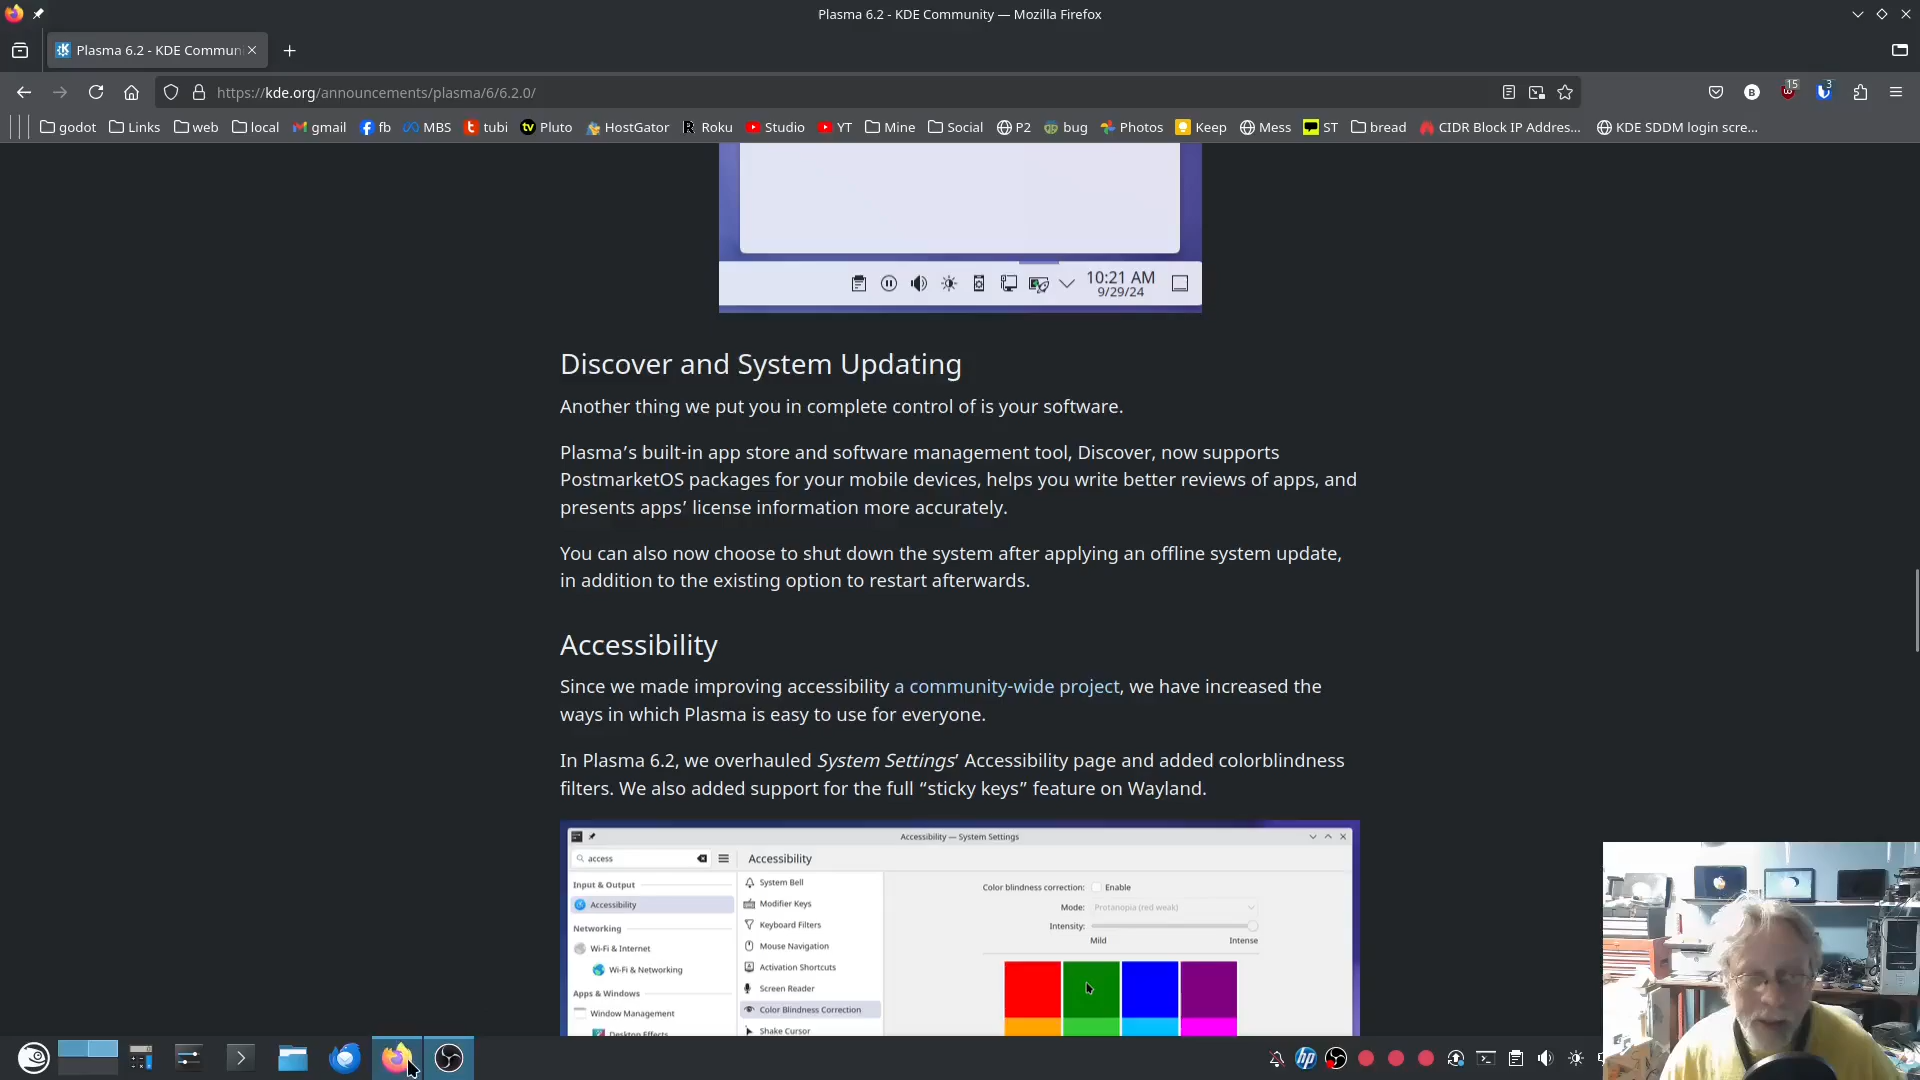 Plasma 6.2 - KDE Community — Mozilla Firefox
Plasma 6.2 - KDE Commun
https://kde.org/announcements/plasma/6/6.2.0/
15
B
3
godot
Links
web
local
gmail
fb
MBS
tubi
Pluto
HostGator
Roku
Studio
YT
Mine
Social
P2
bug
Photos
Keep
Mess
ST
bread
CIDR Block IP Addres...
KDE SDDM login scre...
10:21 AM
9/29/24
Discover and System Updating
Another thing we put you in complete control of is your software.
Plasma’s built-in app store and software management tool, Discover, now supports
PostmarketOS packages for your mobile devices, helps you write better reviews of apps, and
presents apps’ license information more accurately.
You can also now choose to shut down the system after applying an offline system update,
in addition to the existing option to restart afterwards.
Accessibility
Since we made improving accessibility a community-wide project, we have increased the
ways in which Plasma is easy to use for everyone.
In Plasma 6.2, we overhauled System Settings’ Accessibility page and added colorblindness
filters. We also added support for the full “sticky keys” feature on Wayland.
Accessibility — System Settings
access
Accessibility
Input & Output
Accessibility
Networking
Wi-Fi & Internet
Wi-Fi & Networking
Apps & Windows
Window Management
Desktop Effects
System Bell
Modifier Keys
Keyboard Filters
Mouse Navigation
Activation Shortcuts
Screen Reader
Color Blindness Correction
Shake Cursor
Color blindness correction: Enable
Mode: Protanopia (red weak)
Intensity:
Mild Intense
hp